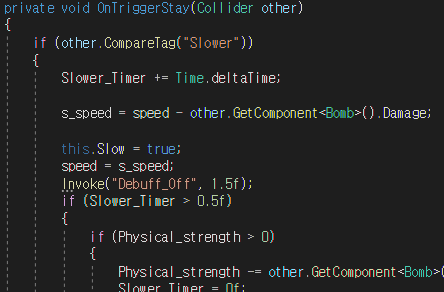 private void OnTriggerStay(Collider other)
{
if (other.CompareTag("Slower"))
{
Slower_Timer += Time.deltaTime;
s_speed = speed - other.GetComponent<Bomb>().Damage;
this.Slow = true;
speed = s_speed;
Invoke("Debuff_Off", 1.5f);
if (Slower_Timer > 0.5f)
{
if (Physical_strength > 0)
{
Physical_strength -= other.GetComponent<Bomb>(
Slower_Timer = 0f;